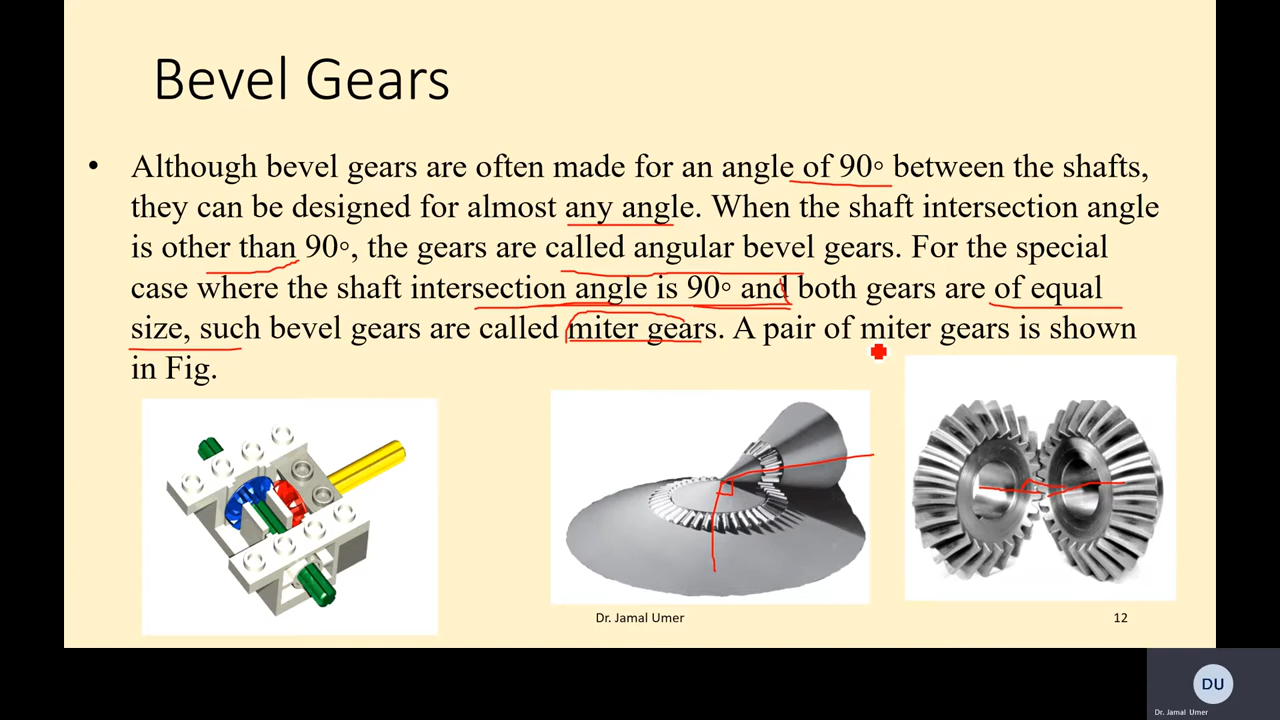 Bevel Gears
• Although bevel gears are often made for an angle of 90◦ between the shafts,
they can be designed for almost any angle. When the shaft intersection angle
is other than 90◦, the gears are called angular bevel gears. For the special
case where the shaft intersection angle is 90◦ and both gears are of equal
size, such bevel gears are called miter gears. A pair of miter gears is shown
in Fig.
Dr. Jamal Umer
12
DU
Dr. Jamal Umer